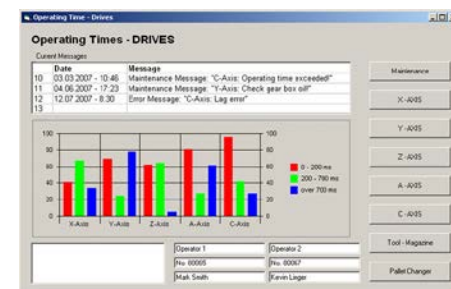 Operating Time - Drives
Operating Times - DRIVES
Current Messages
Date Message
10 03.03.2007 - 10:46 Maintenance Message: "C-Axis: Operating time exceeded!"
11 04.06.2007 - 17:23 Maintenance Message: "Y-Axis: Check gear box oil!"
12 12.07.2007 - 8:30 Error Message: "C-Axis: Lag error"
13
Maintenance
X - AXIS
Y - AXIS
Z - AXIS
A - AXIS
C - AXIS
Tool - Magazine
Pallet Changer
100 100
80 80
60 60
40 40
20 20
0 0
X-Axis Y-Axis Z-Axis A-Axis C-Axis
0 - 200 ms
200 - 700 ms
over 700 ms
Operator 1 Operator 2
No. 80065 No. 80067
Mark Smith Kevin Linger